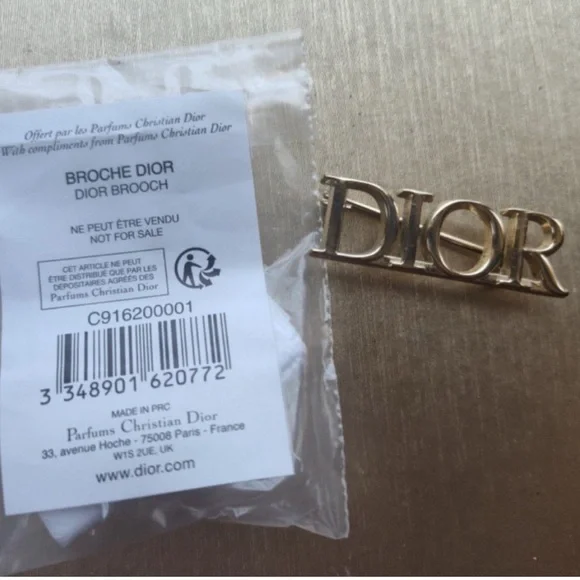 Offert par les Parfums Christian Dior
With compliments from Parfums Christian Dior
BROCHE DIOR
DIOR BROOCH
NE PEUT ÊTRE VENDU
NOT FOR SALE
CET ARTICLE NE PEUT
ÊTRE DISTRIBUÉ QUE PAR LES
DÉPOSITAIRES AGRÉÉS DES
Parfums Christian Dior
C916200001
3 348901 620772
MADE IN PRC
Parfums Christian Dior
33, avenue Hoche - 75008 Paris - France
W1S 2UE, UK
www.dior.com
DIOR